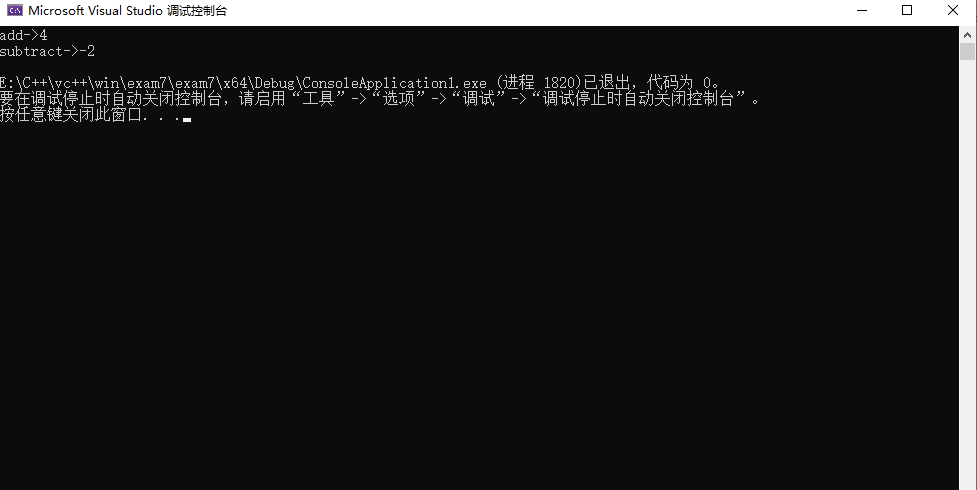 Microsoft Visual Studio 调试控制台
add->4
subtract->-2
E:\C++\vc++\win\exam7\exam7\x64\Debug\ConsoleApplication1.exe (进程 1820)已退出，代码为 0。
要在调试停止时自动关闭控制台，请启用“工具”->“选项”->“调试”->“调试停止时自动关闭控制台”。
按任意键关闭此窗口. . .